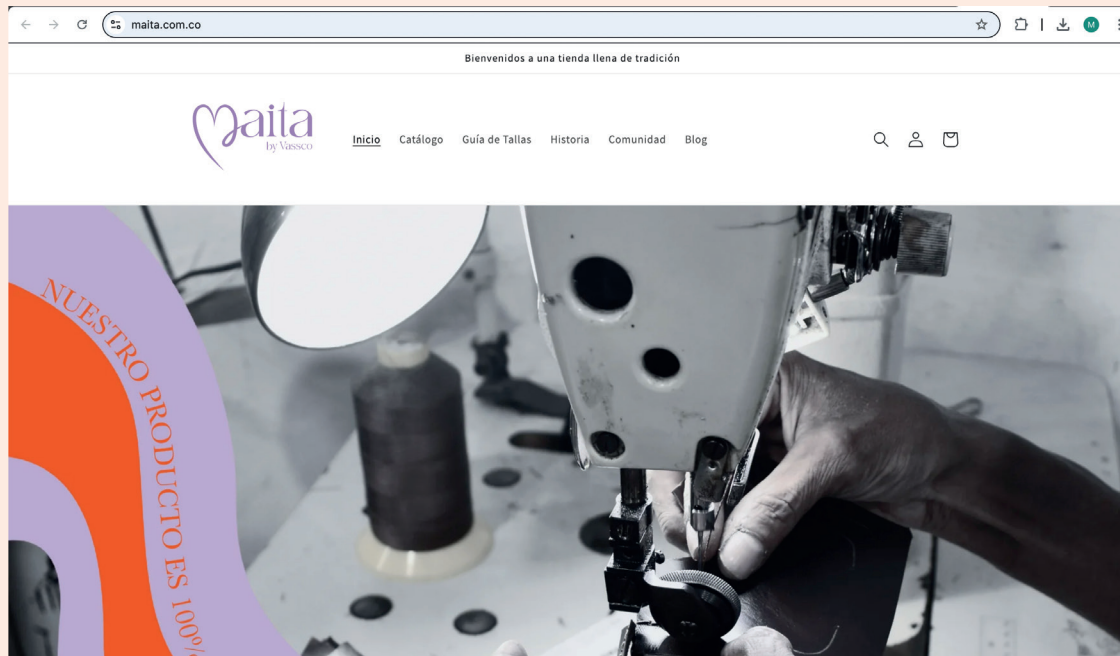 maita.com.co
M
Bienvenidos a una tienda llena de tradición
Maita
by Vassco
Inicio Catálogo Guía de Tallas Historia Comunidad Blog
NUESTRO PRODUCTO ES 100%